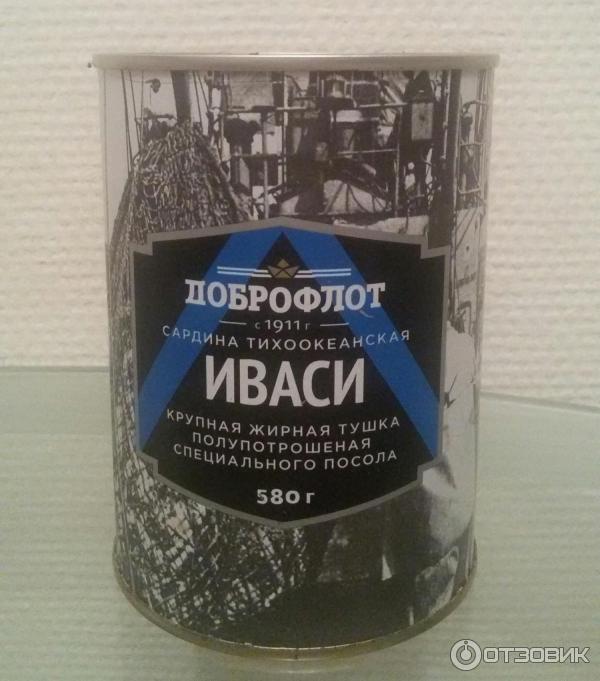 ДОБРОФЛОТ
с 1911 г
САРДИНА ТИХООКЕАНСКАЯ
ИВАСИ
КРУПНАЯ ЖИРНАЯ ТУШКА
ПОЛУПОТРОШЕНАЯ
СПЕЦИАЛЬНОГО ПОСОЛА
580 г
ОТЗОВИК